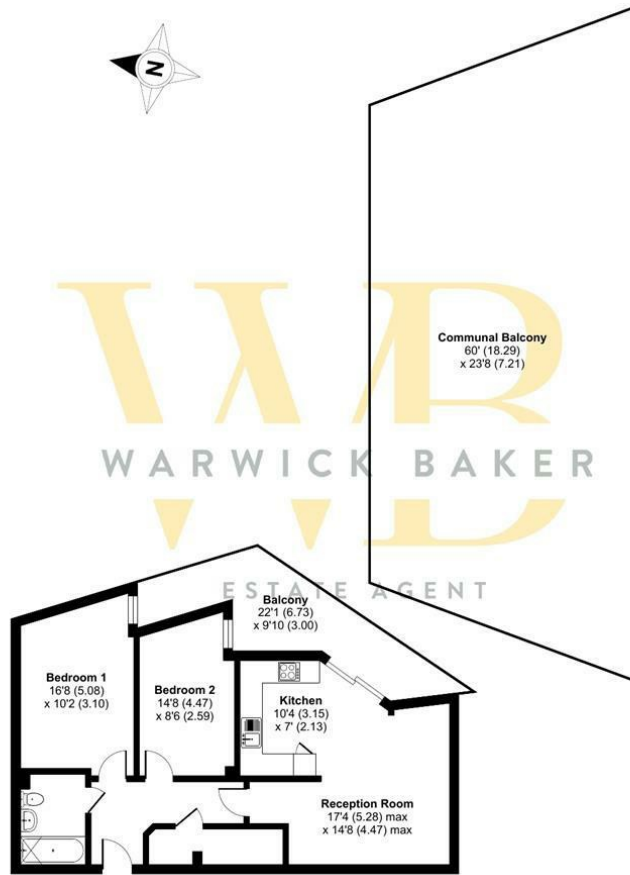 N
Communal Balcony
60' (18.29)
x 23'8 (7.21)
WB
WARWICK BAKER
ESTATE AGENT
Balcony
22'1 (6.73)
x 9'10 (3.00)
Bedroom 1
16'8 (5.08)
x 10'2 (3.10)
Bedroom 2
14'8 (4.47)
x 8'6 (2.59)
Kitchen
10'4 (3.15)
x 7' (2.13)
Reception Room
17'4 (5.28) max
x 14'8 (4.47) max